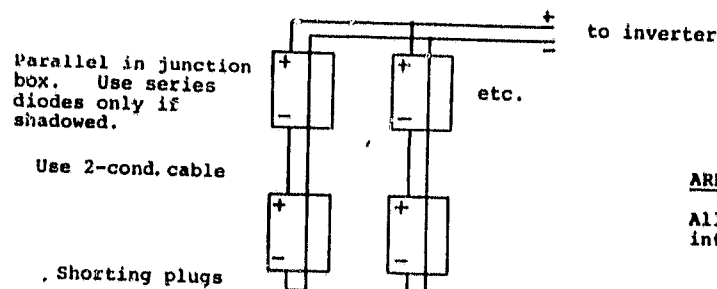 +
to inverter
−
Parallel in junction
box. Use series
diodes only if
shadowed.
+
−
+
−
etc.
Use 2-cond. cable
+
−
+
−
, Shorting plugs